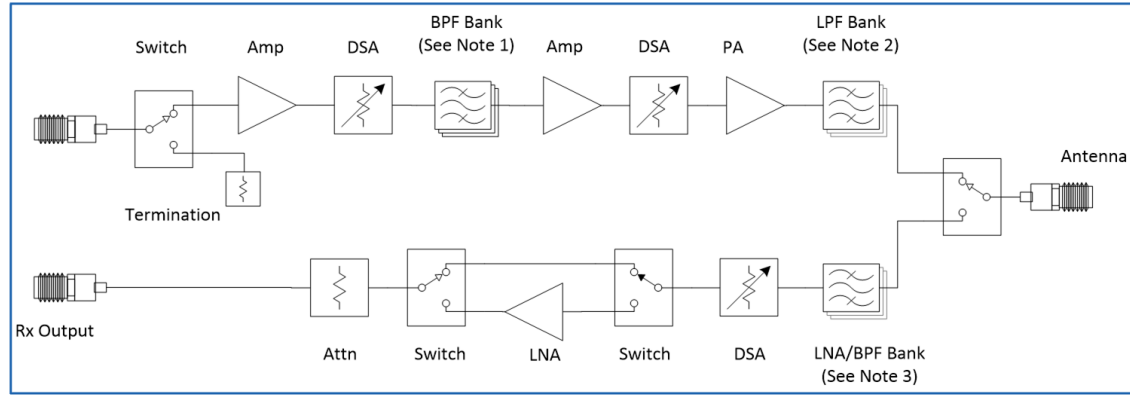 BPF Bank
(See Note 1)
LPF Bank
(See Note 2)
Switch
Amp
DSA
Amp
DSA
PA
Antenna
Termination
Rx Output
Attn
Switch
LNA
Switch
DSA
LNA/BPF Bank
(See Note 3)